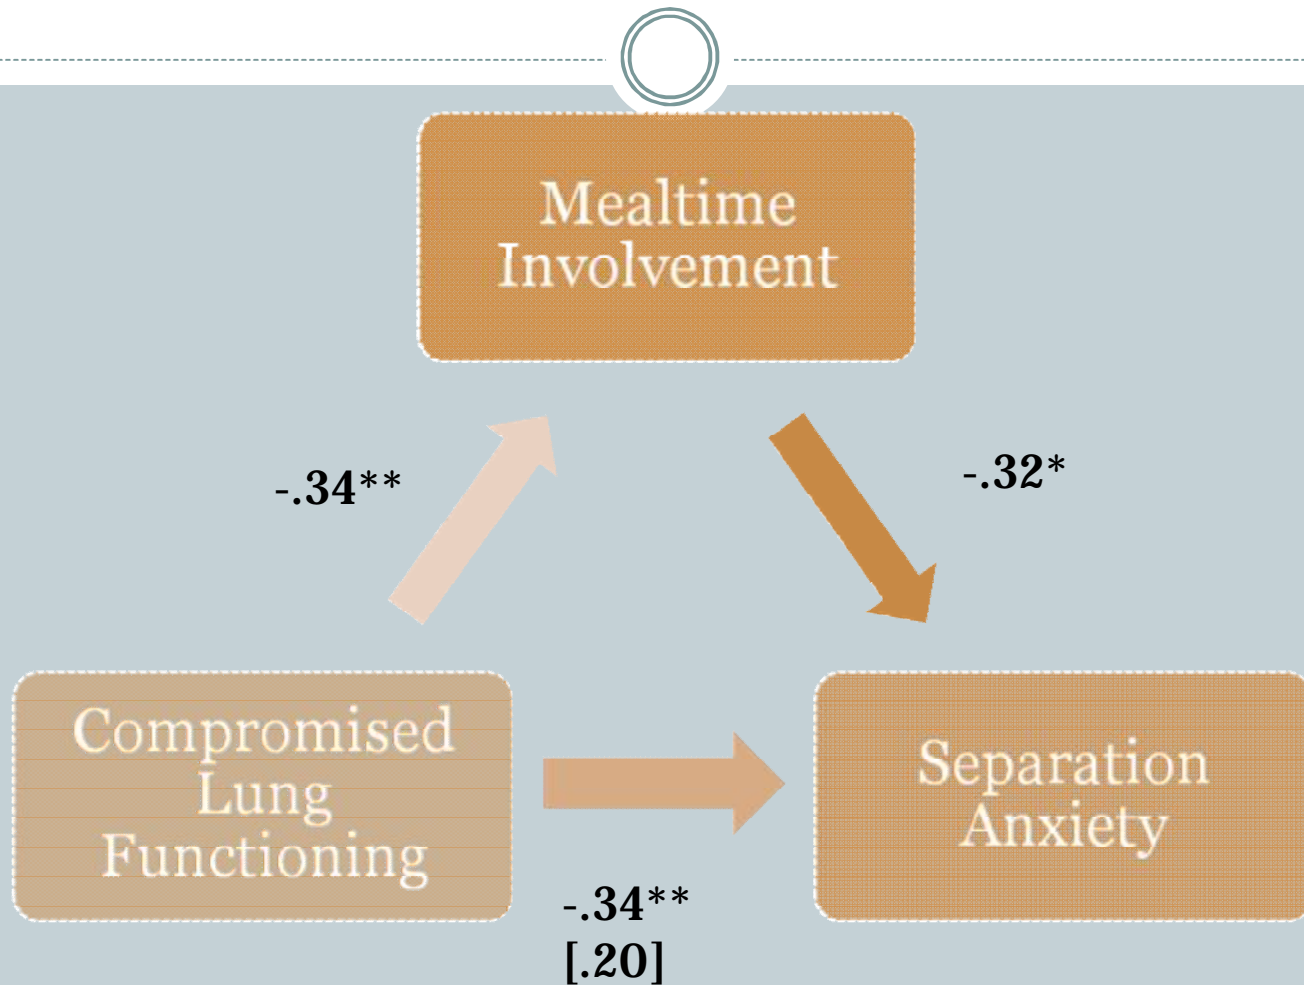 Mealtime
Involvement
-.34**
-.32*
Compromised
Lung
Functioning
Separation
Anxiety
-.34**
[.20]